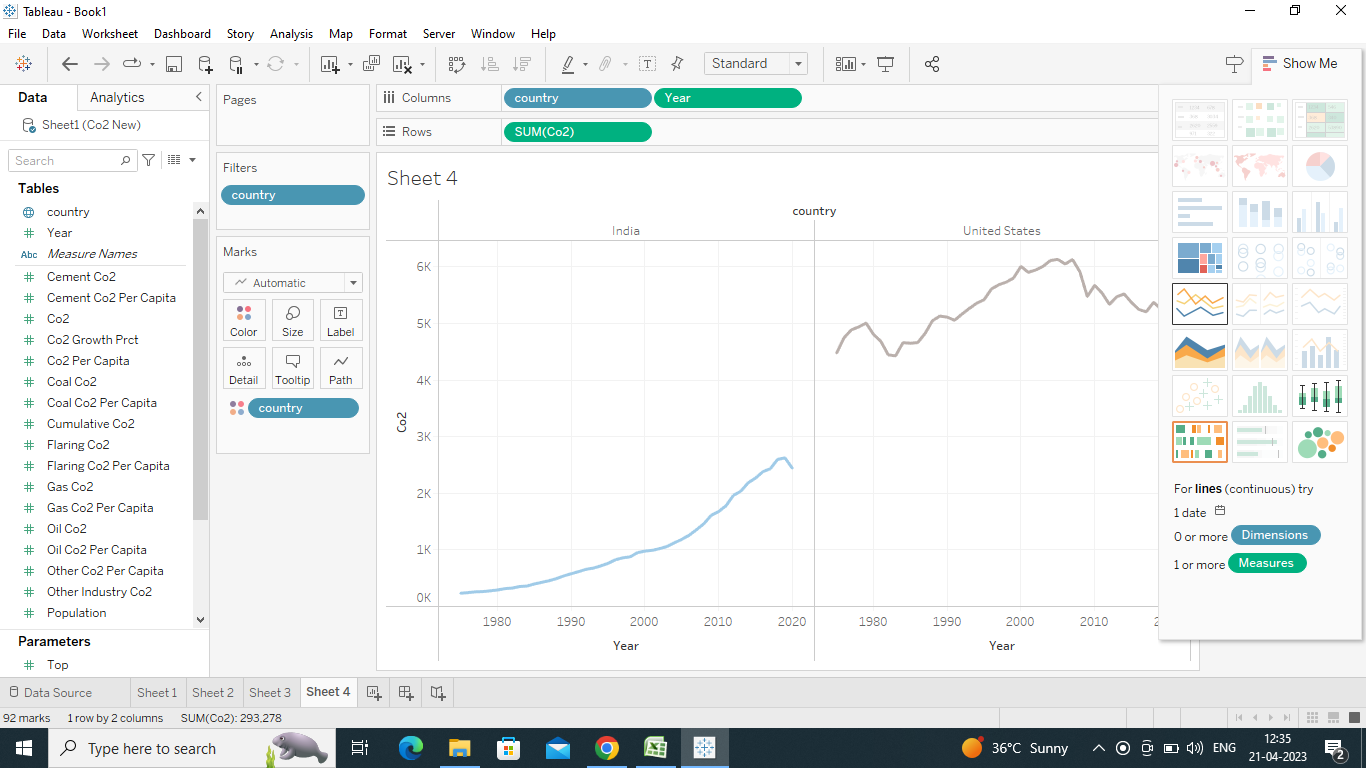 Tableau - Book1
File Data Worksheet Dashboard Story Analysis Map Format Server Window Help
Standard
Show Me
Data Analytics
Sheet1 (Co2 New)
Search
Tables
country
Year
Abc Measure Names
Cement Co2
Cement Co2 Per Capita
Co2
Co2 Growth Prct
Co2 Per Capita
Coal Co2
Coal Co2 Per Capita
Cumulative Co2
Flaring Co2
Flaring Co2 Per Capita
Gas Co2
Gas Co2 Per Capita
Oil Co2
Oil Co2 Per Capita
Other Co2 Per Capita
Other Industry Co2
Population
Parameters
Top
Pages
Filters
country
Marks
Automatic
Color Size Label
Detail Tooltip Path
country
Columns country Year
Rows SUM(Co2)
Sheet 4
country
India United States
6K
5K
4K
3K
2K
1K
0K
Co2
1980 1990 2000 2010 2020 1980 1990 2000 2010
Year Year
For lines (continuous) try
1 date
0 or more Dimensions
1 or more Measures
Data Source Sheet 1 Sheet 2 Sheet 3 Sheet 4
92 marks 1 row by 2 columns SUM(Co2): 293,278
Type here to search
36°C Sunny
ENG
12:35
21-04-2023
2